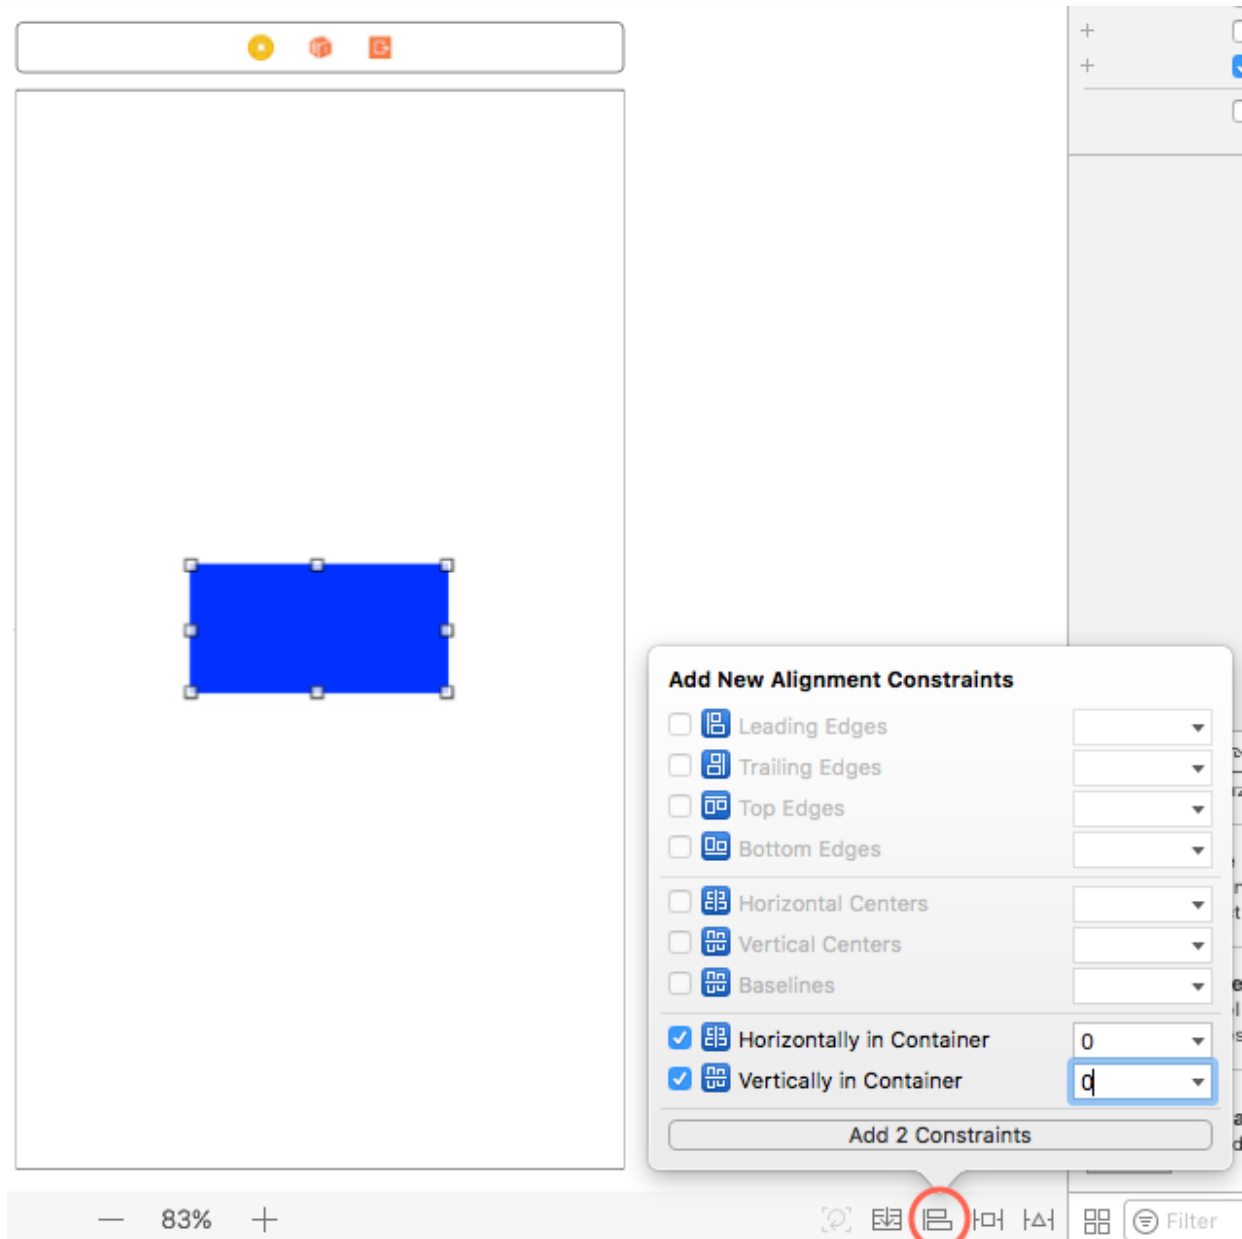 Add New Alignment Constraints
Leading Edges
Trailing Edges
Top Edges
Bottom Edges
Horizontal Centers
Vertical Centers
Baselines
Horizontally in Container 0
Vertically in Container 0
Add 2 Constraints
83%
Filter